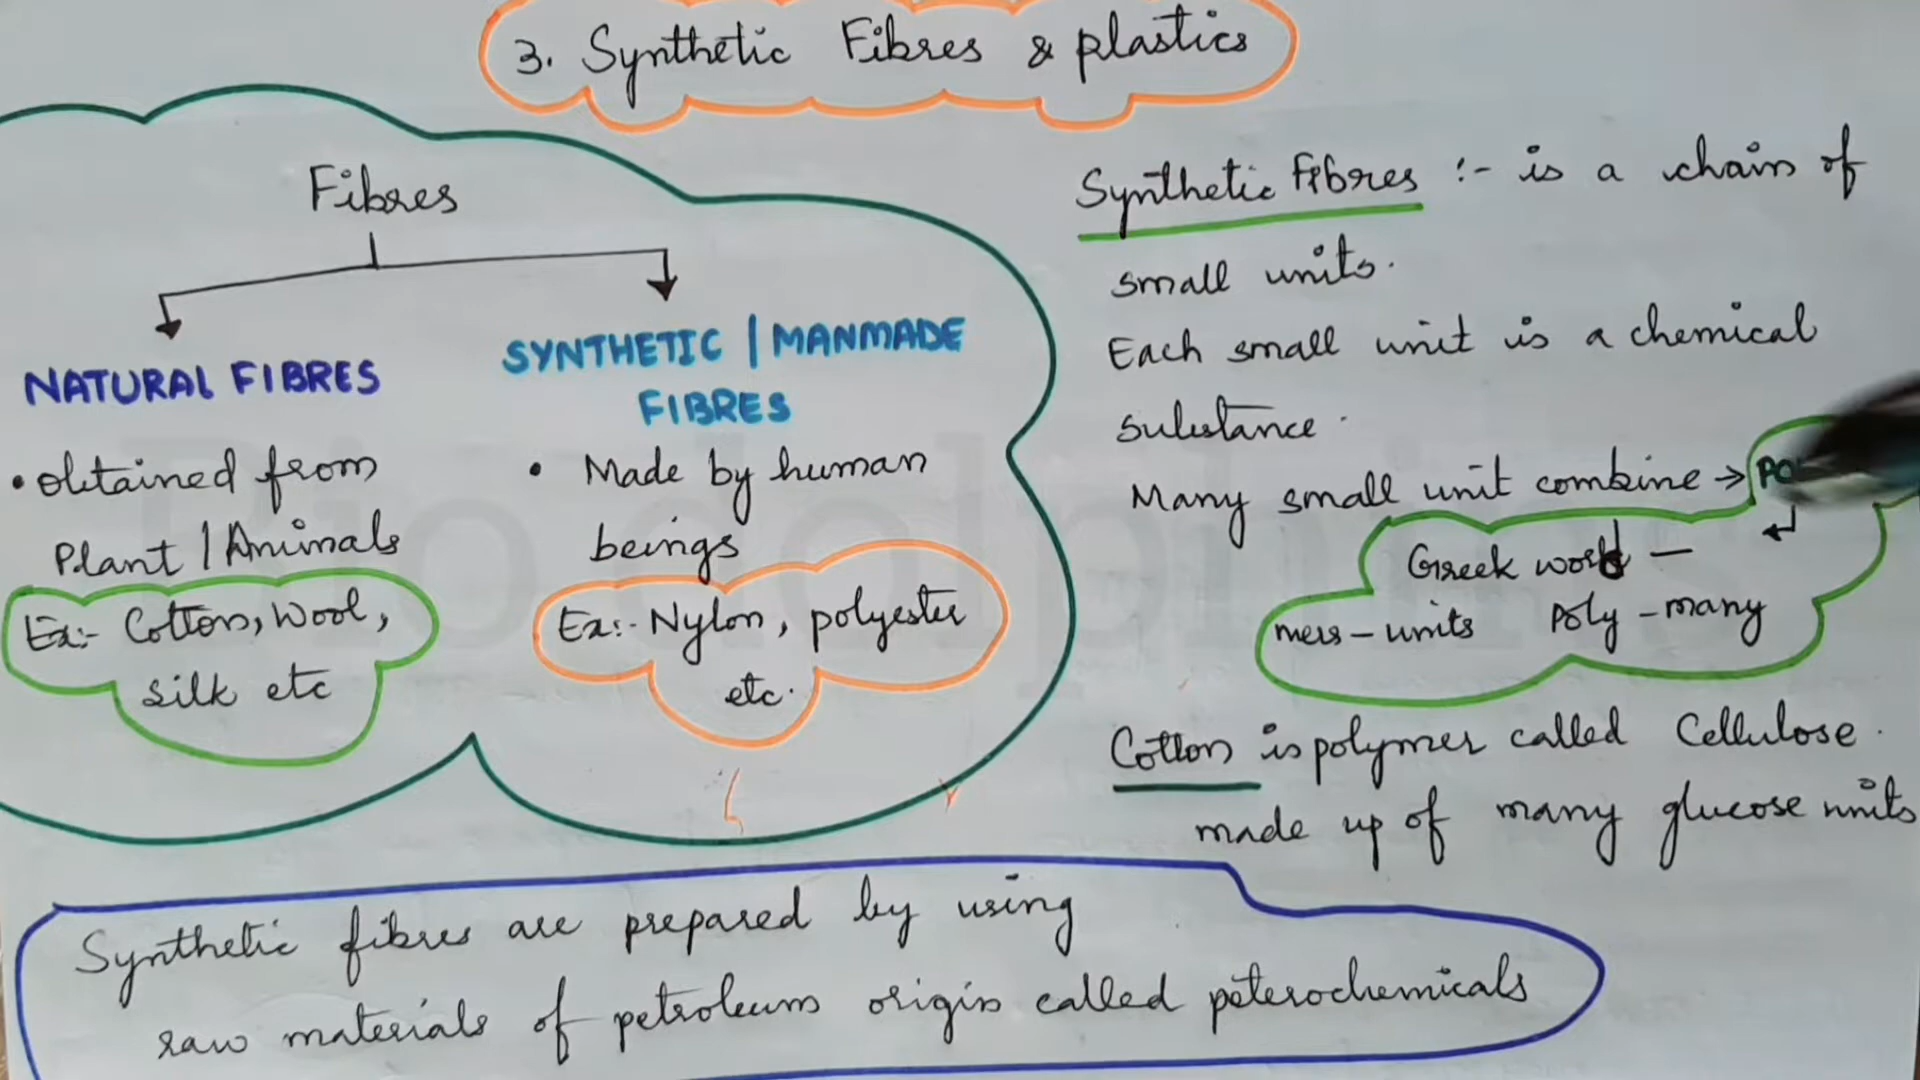 3. Synthetic Fibres & plastics
Fibres
NATURAL FIBRES
• obtained from
Plant / Animals
Ex:- Cotton, Wool,
silk etc
SYNTHETIC / MANMADE
FIBRES
• Made by human
beings
Ex:- Nylon, polyester
etc.
Synthetic Fibres :- is a chain of
small units.
Each small unit is a chemical
substance.
Many small unit combine →
Greek word —
mers - units Poly - many
Cotton is polymer called Cellulose.
made up of many glucose units
Synthetic fibres are prepared by using
raw materials of petroleum origin called peterochemicals